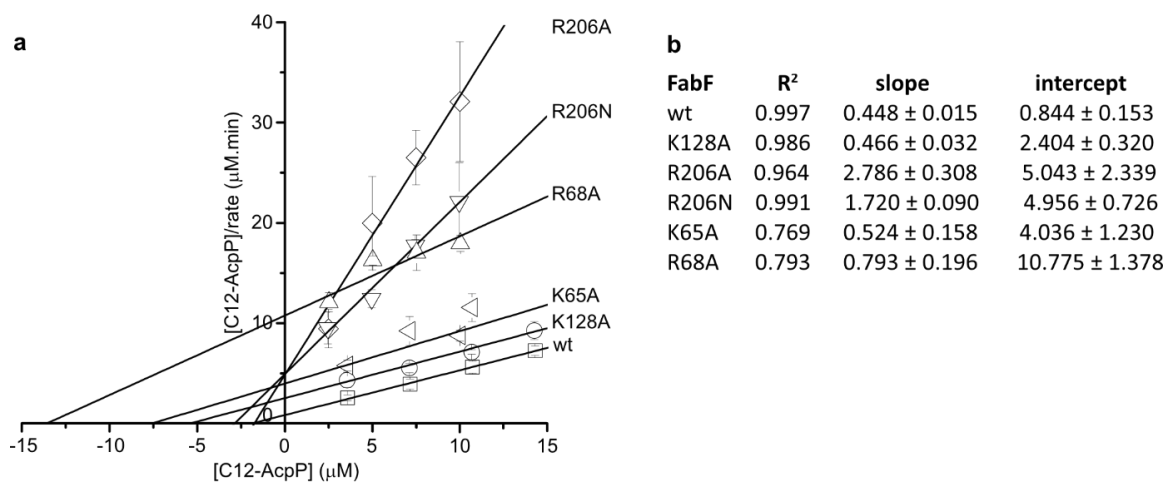 a
[C12-AcpP]/rate (µM.min)
40
30
20
10
0
-15
-10
-5
0
5
10
15
[C12-AcpP] (µM)
R206A
R206N
R68A
K65A
K128A
wt
b
FabF R² slope intercept
wt 0.997 0.448 ± 0.015 0.844 ± 0.153
K128A 0.986 0.466 ± 0.032 2.404 ± 0.320
R206A 0.964 2.786 ± 0.308 5.043 ± 2.339
R206N 0.991 1.720 ± 0.090 4.956 ± 0.726
K65A 0.769 0.524 ± 0.158 4.036 ± 1.230
R68A 0.793 0.793 ± 0.196 10.775 ± 1.378